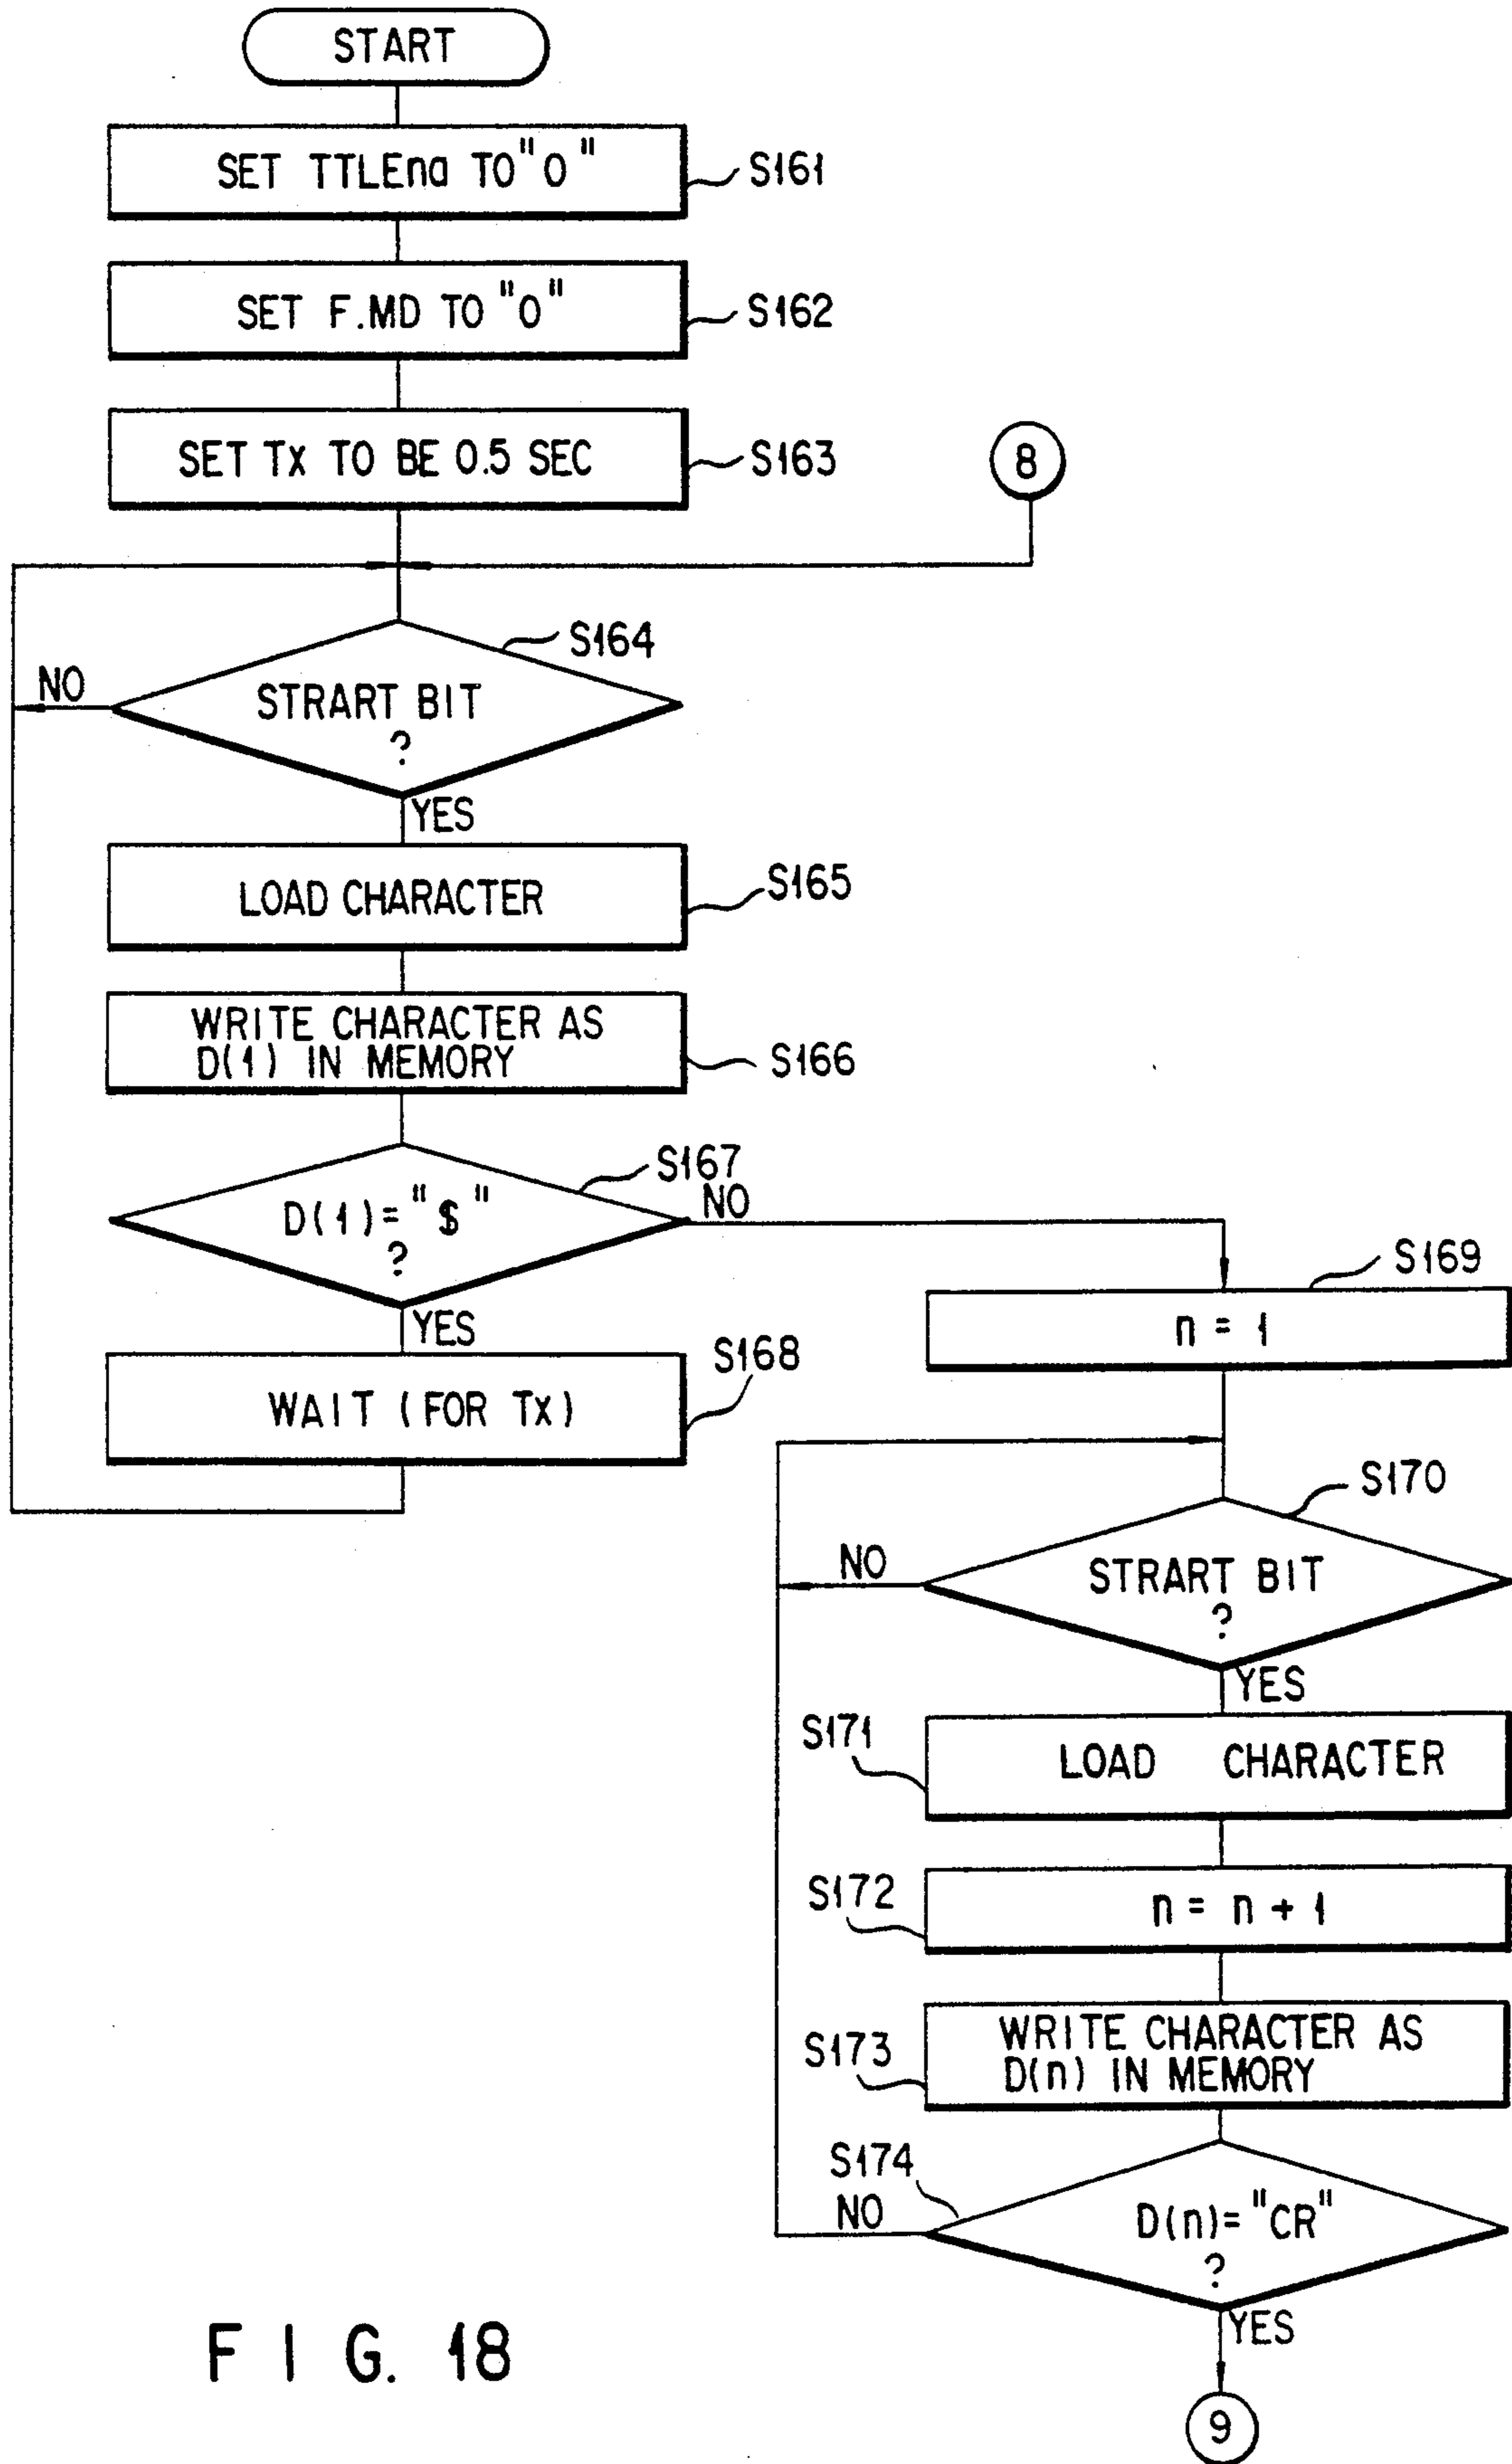 START
SET TTLEna TO "0"
S161
SET F.MD TO "0"
S162
SET Tx TO BE 0.5 SEC
S163
8
S164
NO
STRART BIT
?
YES
LOAD CHARACTER
S165
WRITE CHARACTER AS
D(1) IN MEMORY
S166
S167
D(1)= "$"
?
NO
YES
S168
WAIT (FOR Tx)
S169
n = 1
S170
NO
STRART BIT
?
YES
S171
LOAD CHARACTER
S172
n = n + 1
S173
WRITE CHARACTER AS
D(n) IN MEMORY
S174
NO
D(n)= "CR"
?
YES
9
FIG. 18